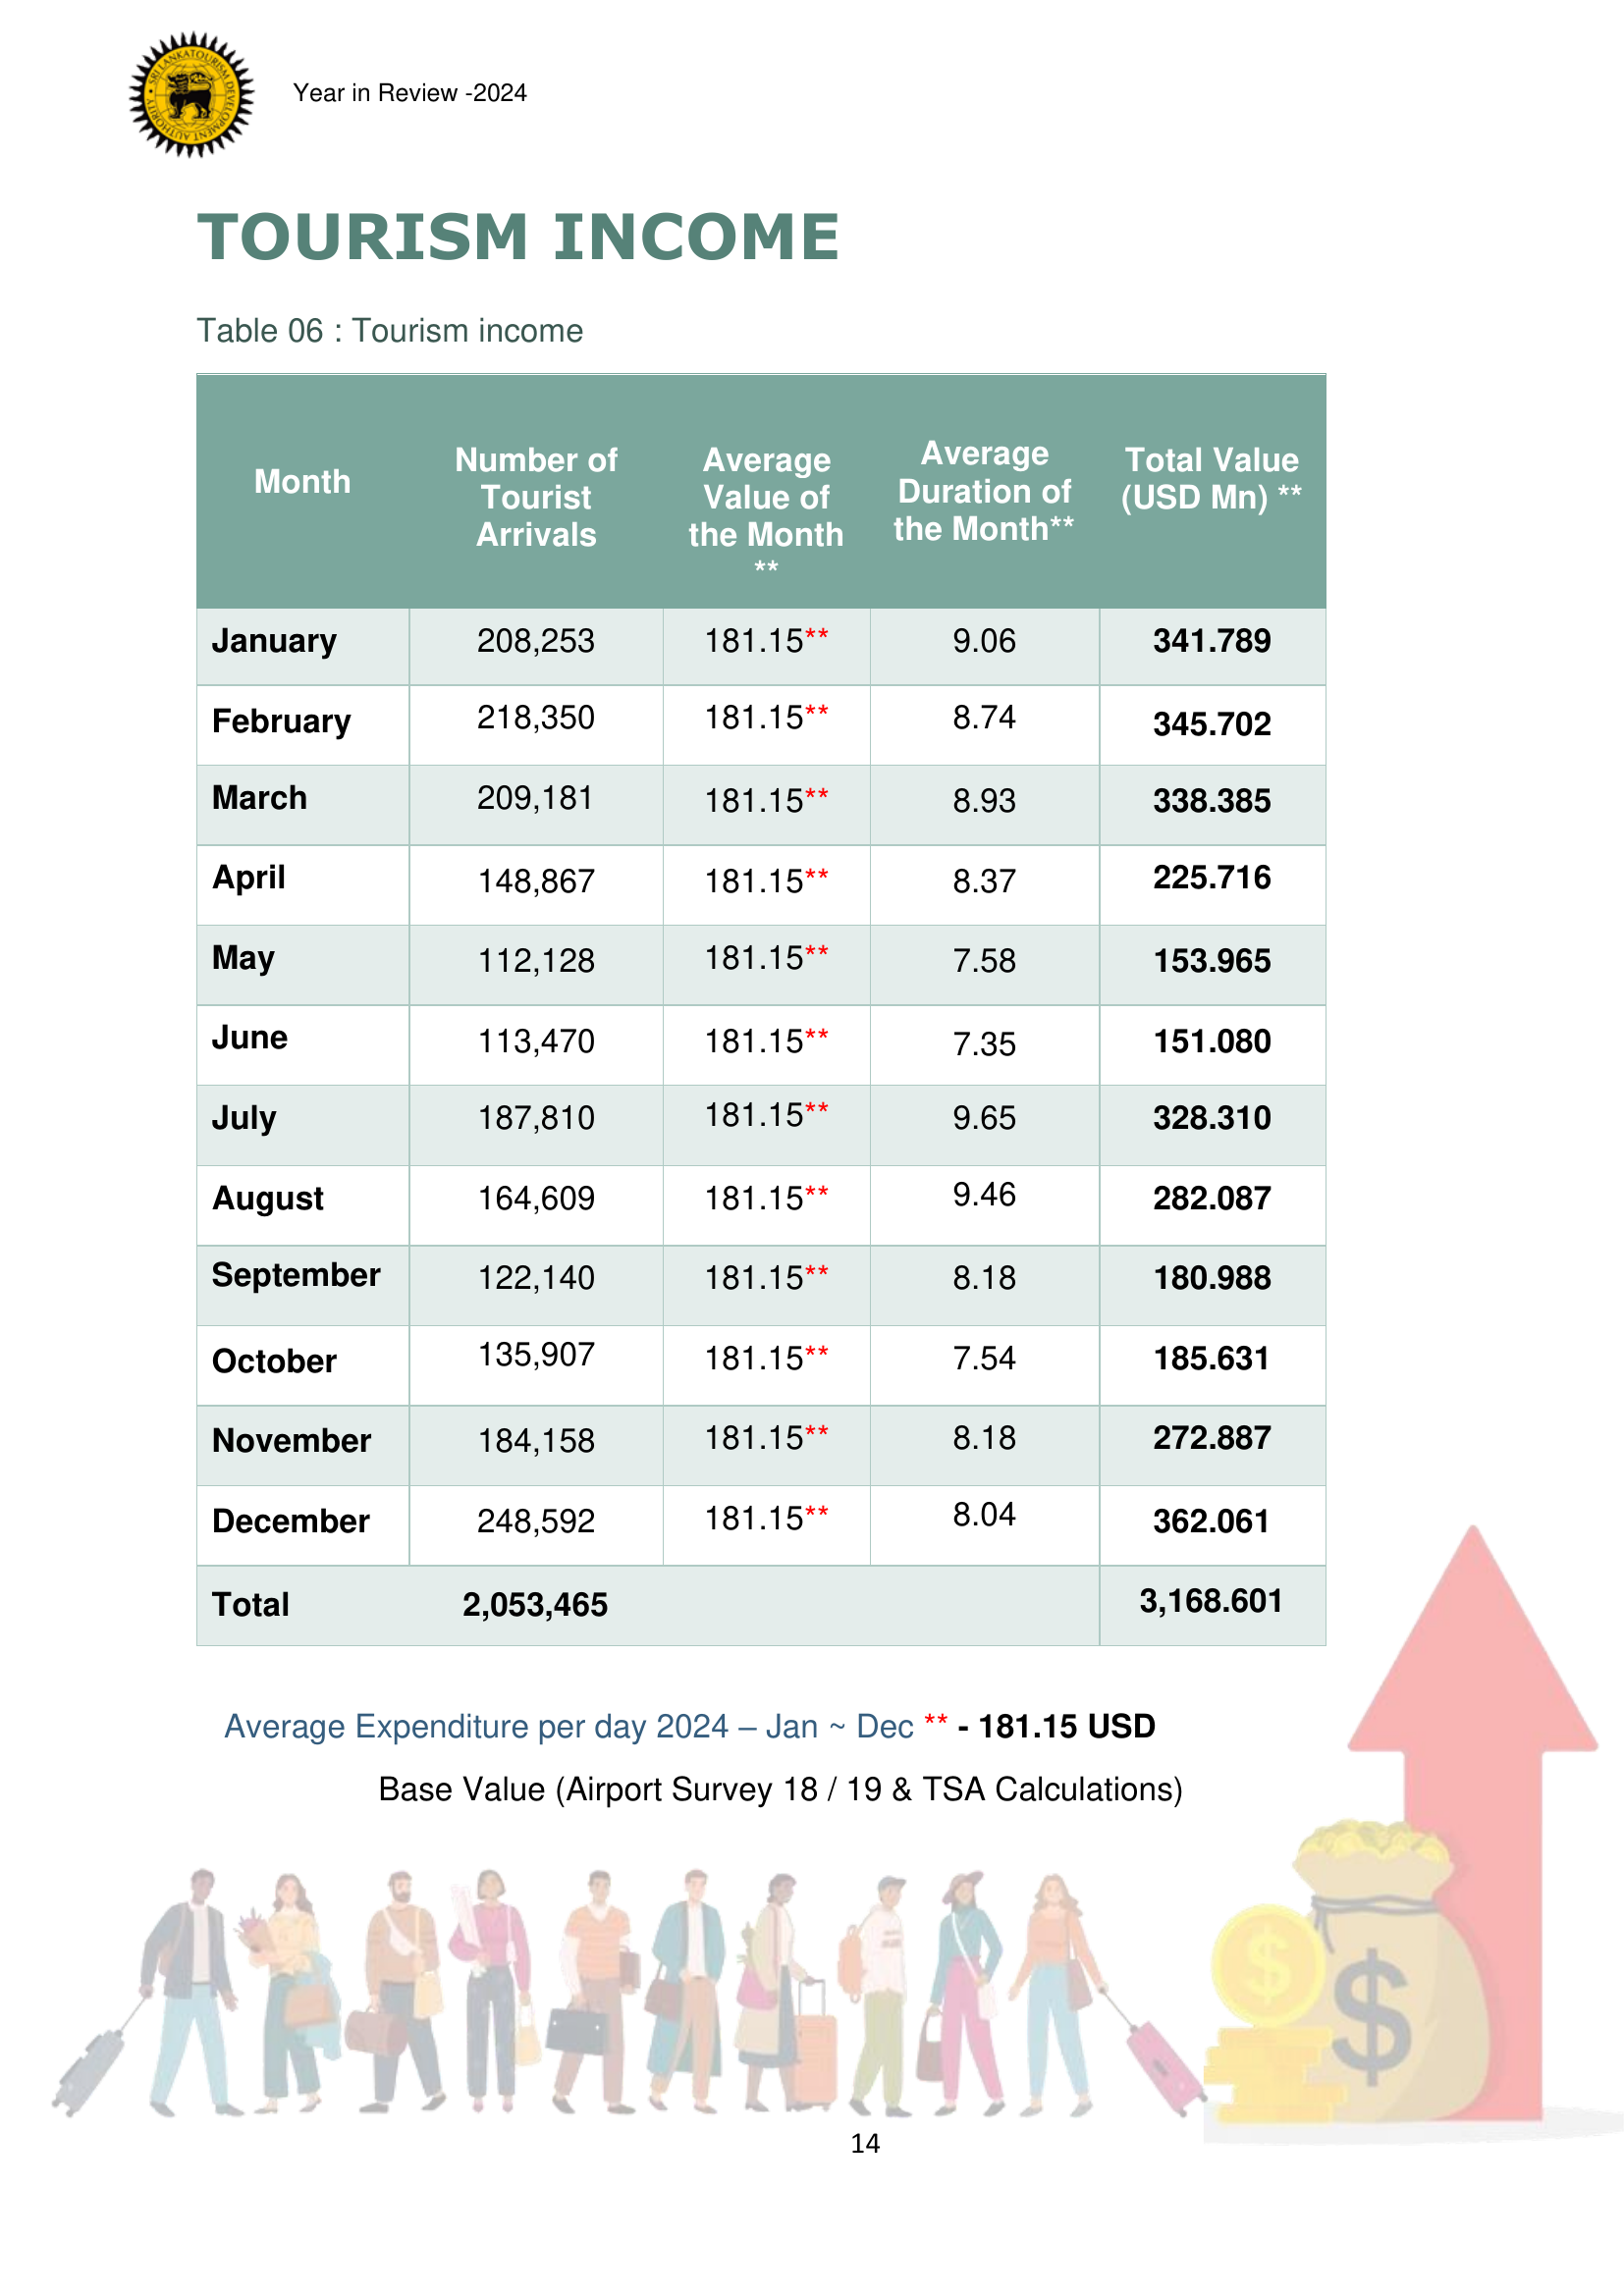 SRI LANKA TOURISM DEVELOPMENT AUTHORITY
Year in Review -2024
TOURISM INCOME
Table 06 : Tourism income
Month
Number of
Tourist
Arrivals
Average
Value of
the Month
**
Average
Duration of
the Month**
Total Value
(USD Mn) **
January 208,253 181.15** 9.06 341.789
February 218,350 181.15** 8.74 345.702
March 209,181 181.15** 8.93 338.385
April 148,867 181.15** 8.37 225.716
May 112,128 181.15** 7.58 153.965
June 113,470 181.15** 7.35 151.080
July 187,810 181.15** 9.65 328.310
August 164,609 181.15** 9.46 282.087
September 122,140 181.15** 8.18 180.988
October 135,907 181.15** 7.54 185.631
November 184,158 181.15** 8.18 272.887
December 248,592 181.15** 8.04 362.061
Total 2,053,465 3,168.601
Average Expenditure per day 2024 – Jan ~ Dec ** - 181.15 USD
Base Value (Airport Survey 18 / 19 & TSA Calculations)
$
$
14